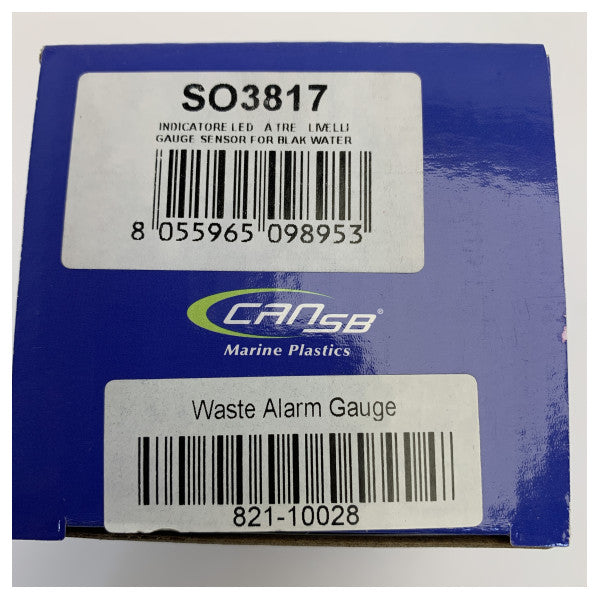 SO3817
INDICATORE LED A TRE LIVELLI
GAUGE SENSOR FOR BLAK WATER
8 055965 098953
CANSB®
Marine Plastics
Waste Alarm Gauge
821-10028